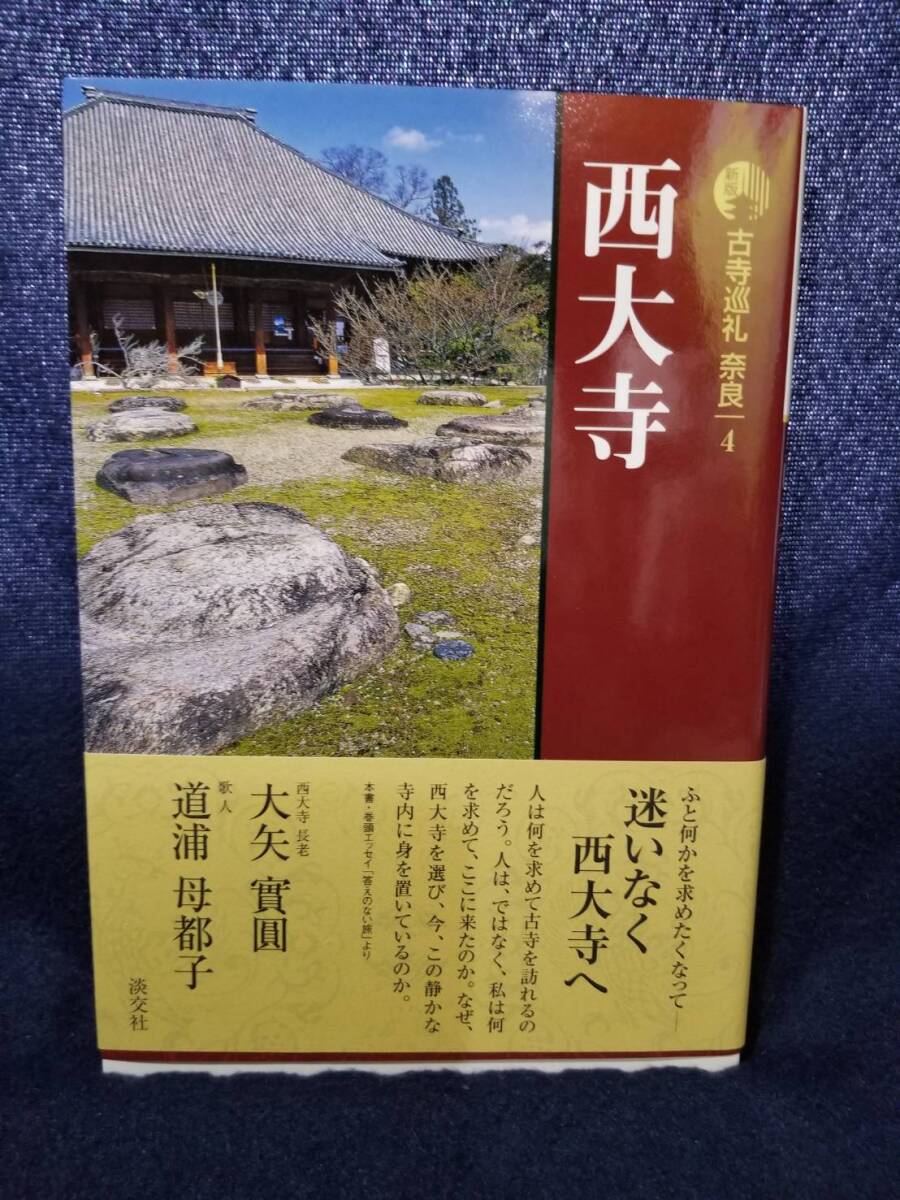 新版
古寺巡礼 奈良 4
西大寺
ふと何かを求めたくなって——
迷いなく
西大寺へ
人は何を求めて古寺を訪れるの
だろう。人は、ではなく、私は何
を求めて、ここに来たのか。なぜ、
西大寺を選び、今、この静かな
寺内に身を置いているのか。
本書・巻頭エッセイ「答えのない旅」より
西大寺 長老
大矢 實圓
歌人
道浦 母都子
淡交社